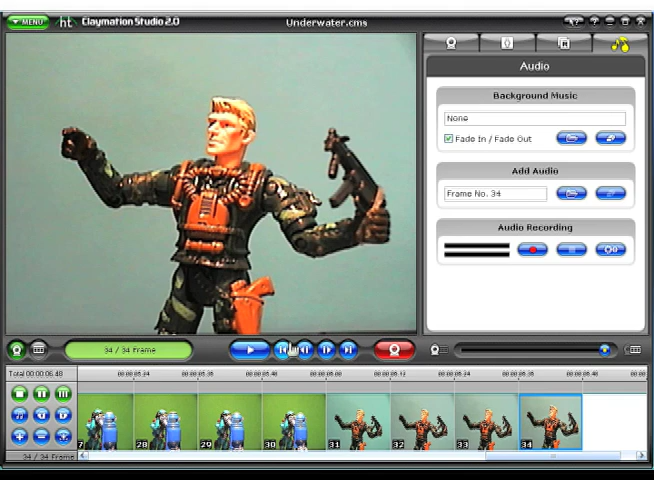 MENU ht Claymation Studio 2.0 Underwater.cms
Audio
Background Music
None
Fade In / Fade Out
Add Audio
Frame No. 34
Audio Recording
34 / 34 Frame
Total 00:00:06.48
28 29 30 31 32 33 34
34 / 34 Frame